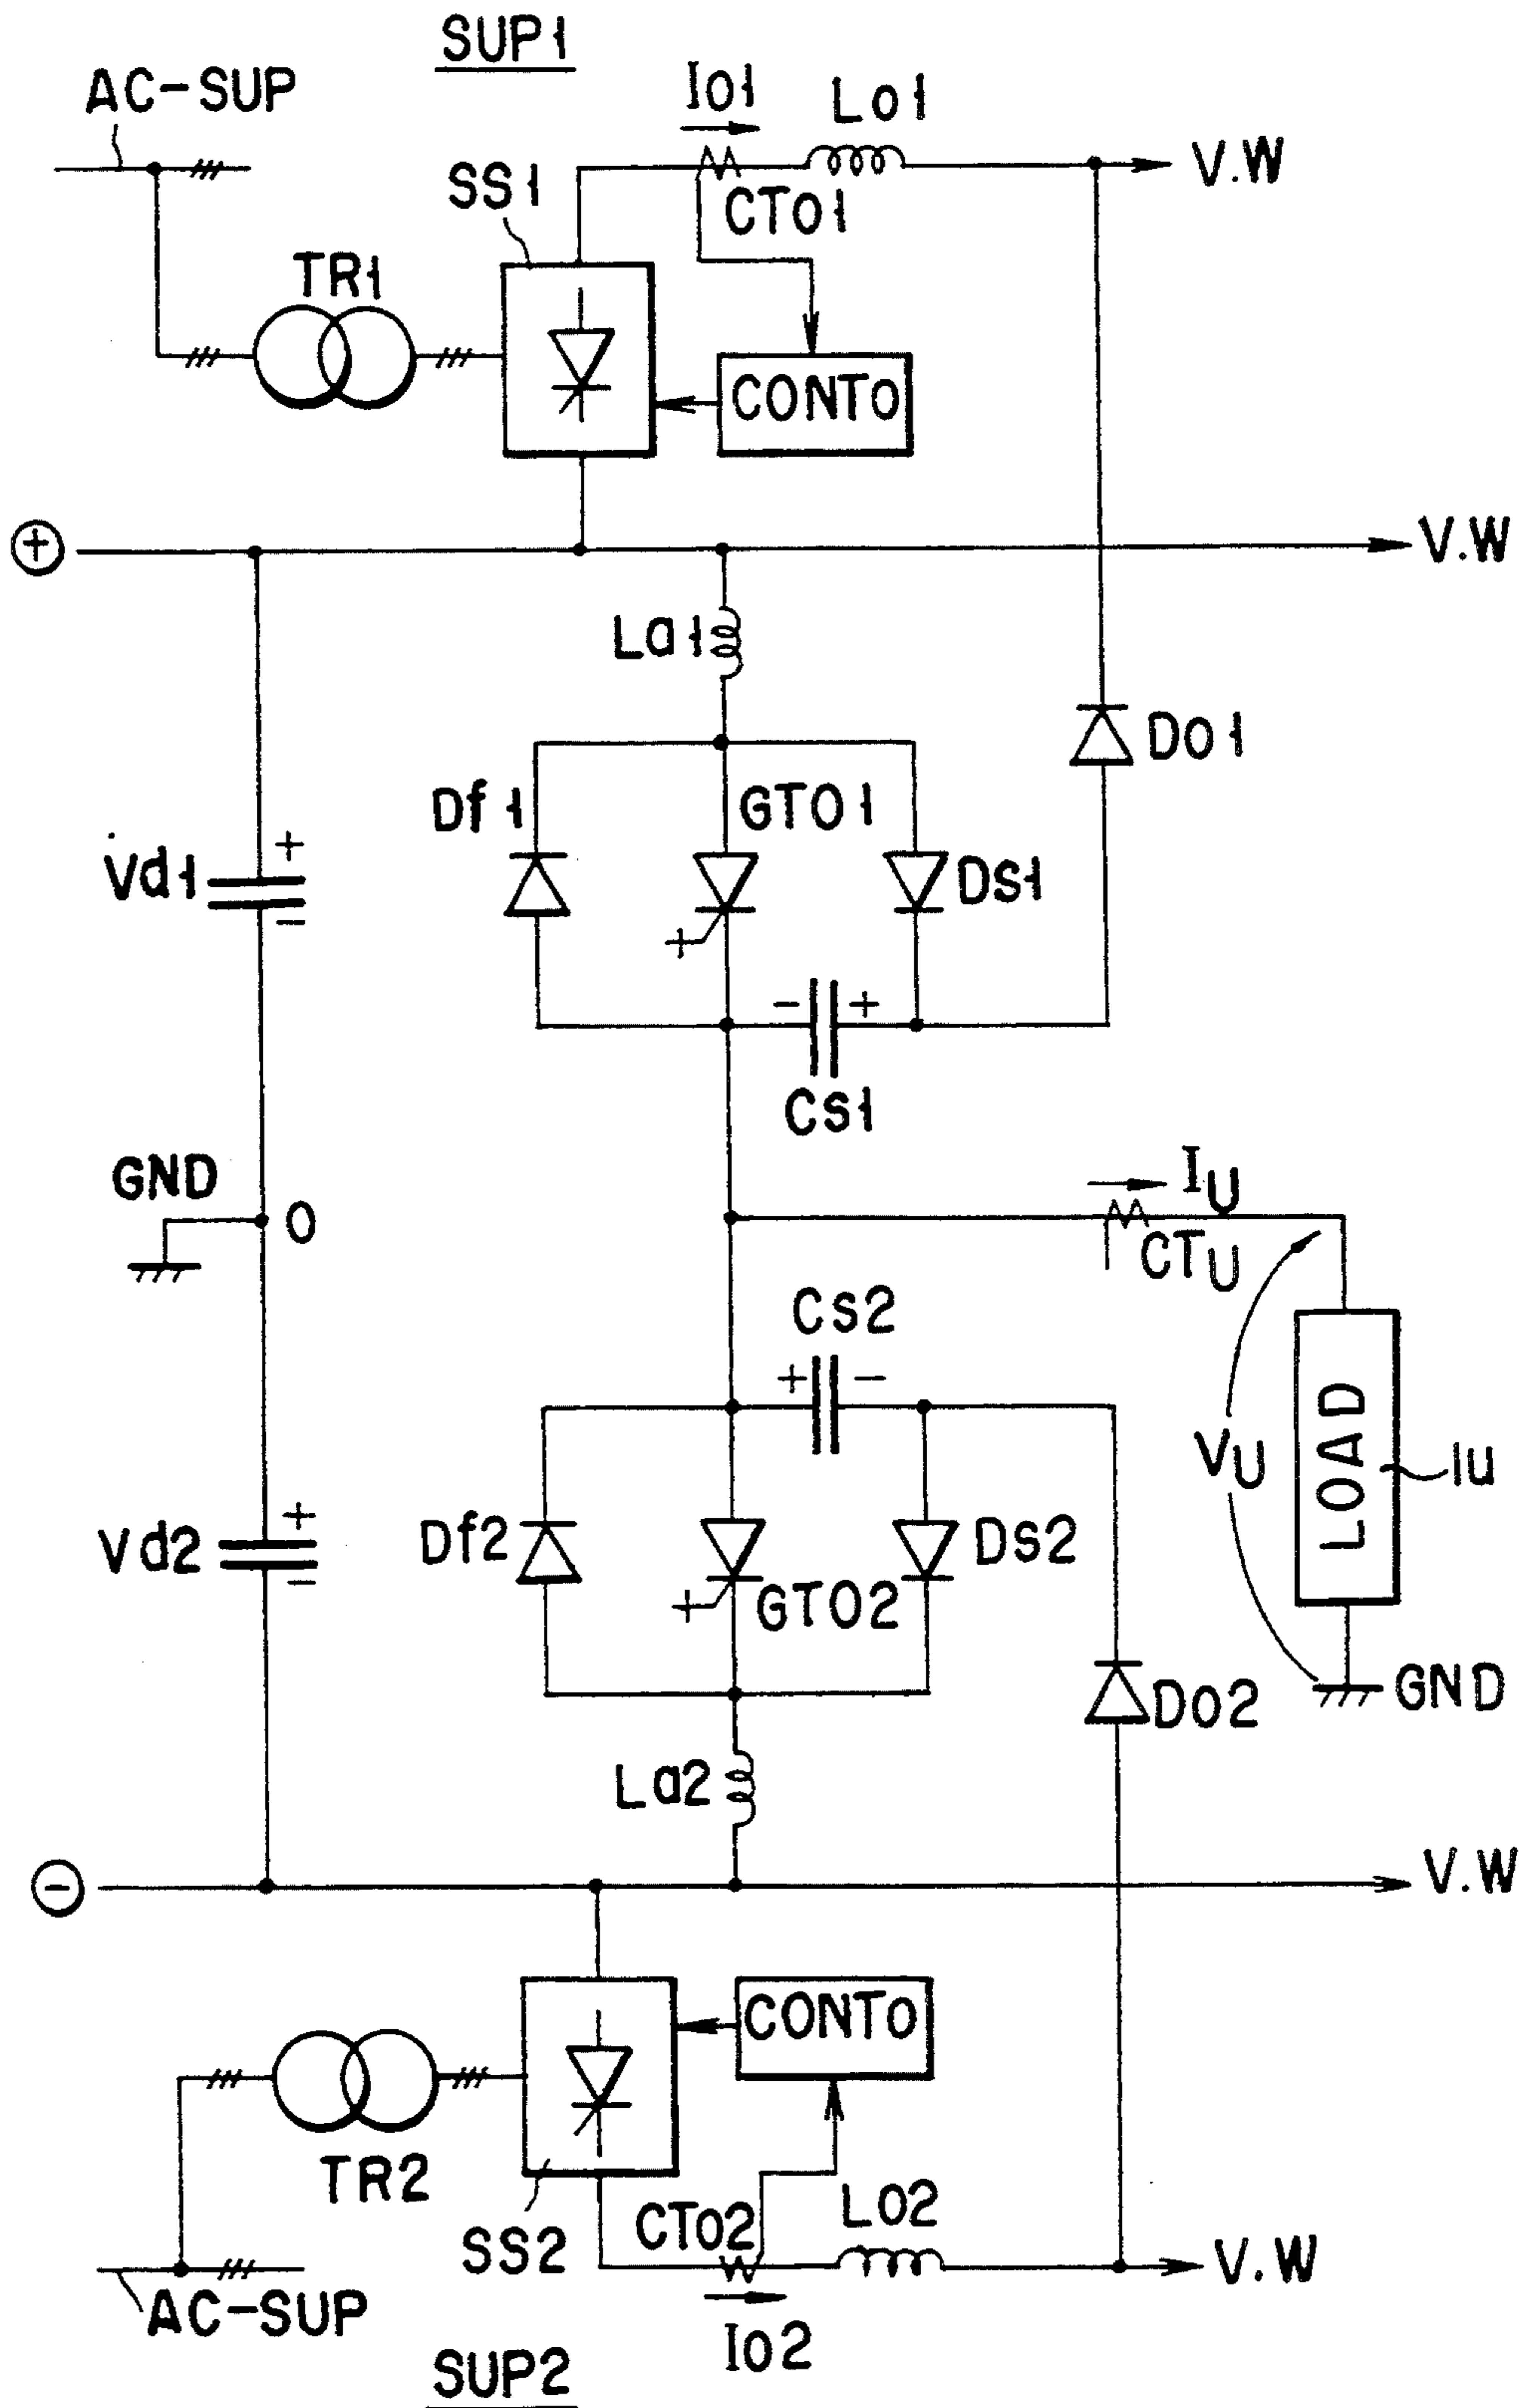 SUP1
AC-SUP
Io1
Lo1
V.W
SS1
CTo1
TR1
CONTo
+
V.W
La1
Do1
Df1
GTO1
Ds1
Vd1
+
-
+
- +
Cs1
GND
O
IU
CTU
Cs2
+ -
VU
LOAD
1u
Vd2
+
-
Df2
GTO2
+
Ds2
GND
Do2
La2
-
V.W
CONTo
TR2
SS2
CTo2
Lo2
V.W
AC-SUP
Io2
SUP2